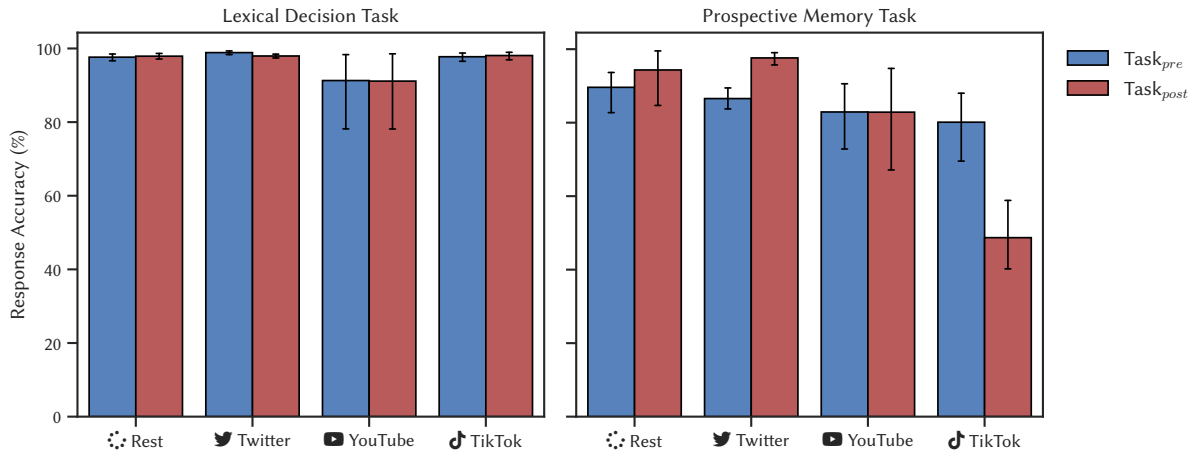 Lexical Decision Task
Prospective Memory Task
Response Accuracy (%)
100
80
60
40
20
0
Rest Twitter YouTube TikTok
Rest Twitter YouTube TikTok
Task_pre
Task_post